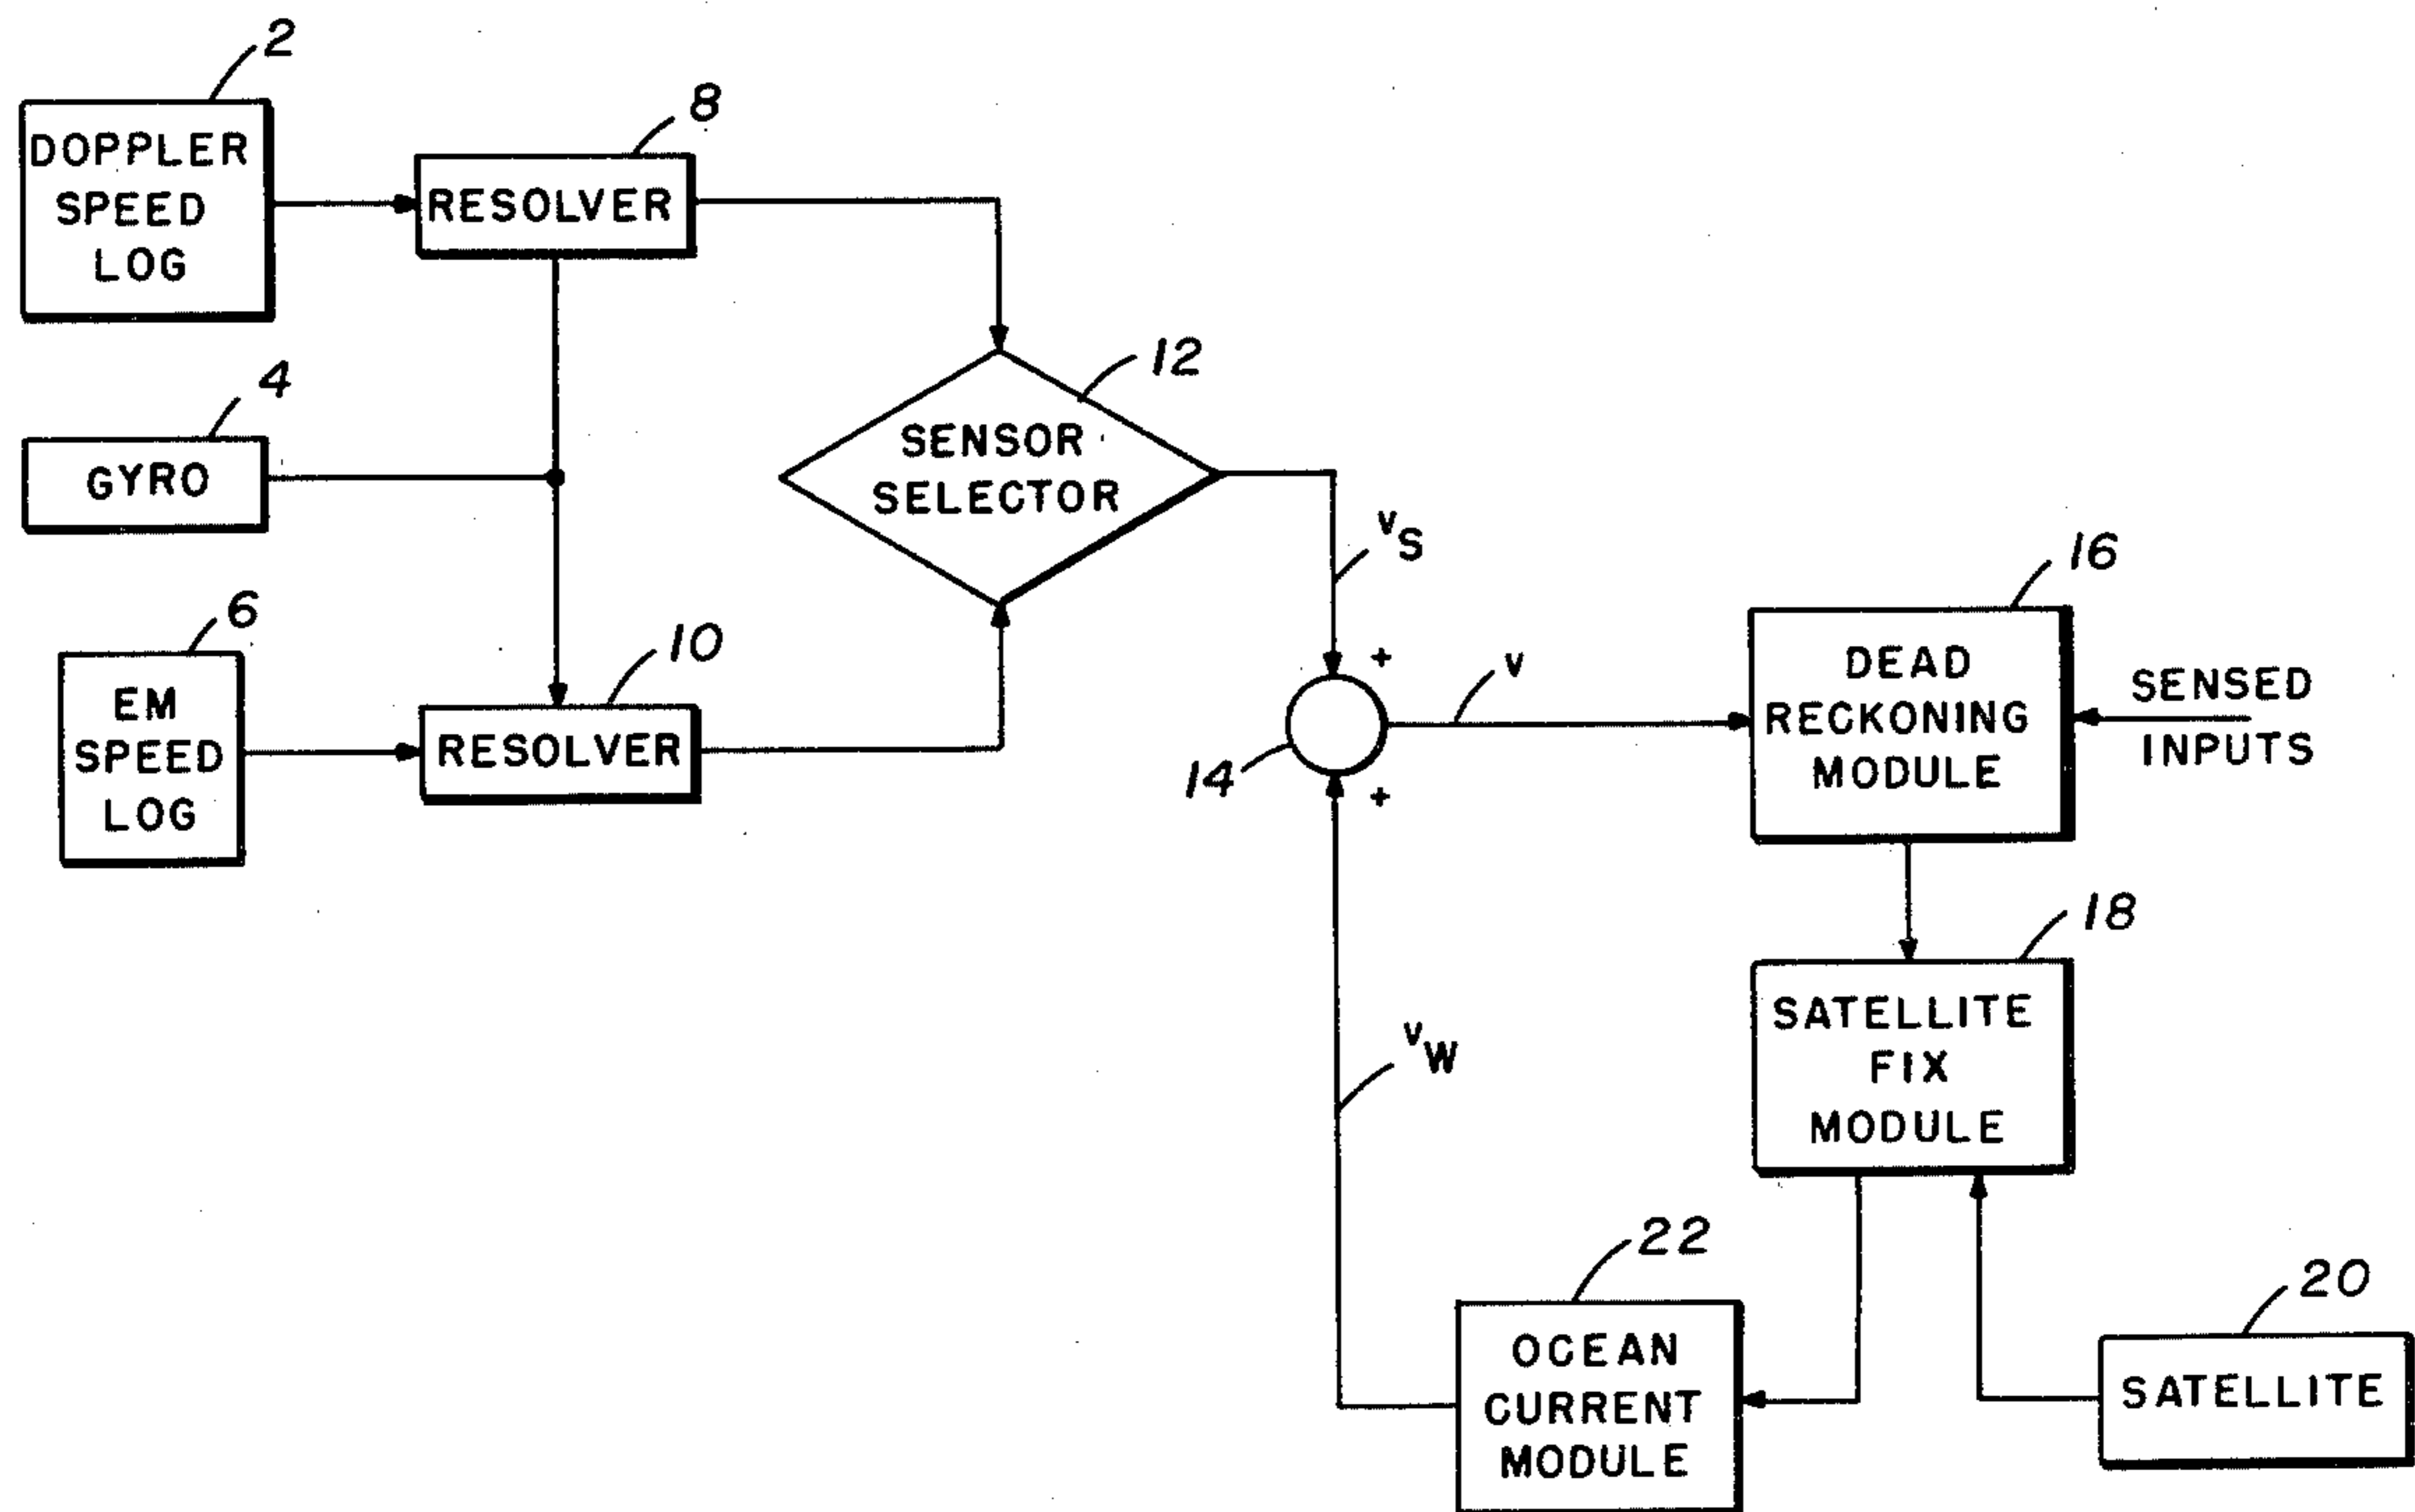 2
DOPPLER
SPEED
LOG
8
RESOLVER
4
GYRO
12
SENSOR
SELECTOR
6
EM
SPEED
LOG
10
RESOLVER
vS
+
14
+
v
16
DEAD
RECKONING
MODULE
SENSED
INPUTS
18
SATELLITE
FIX
MODULE
vW
22
OCEAN
CURRENT
MODULE
20
SATELLITE